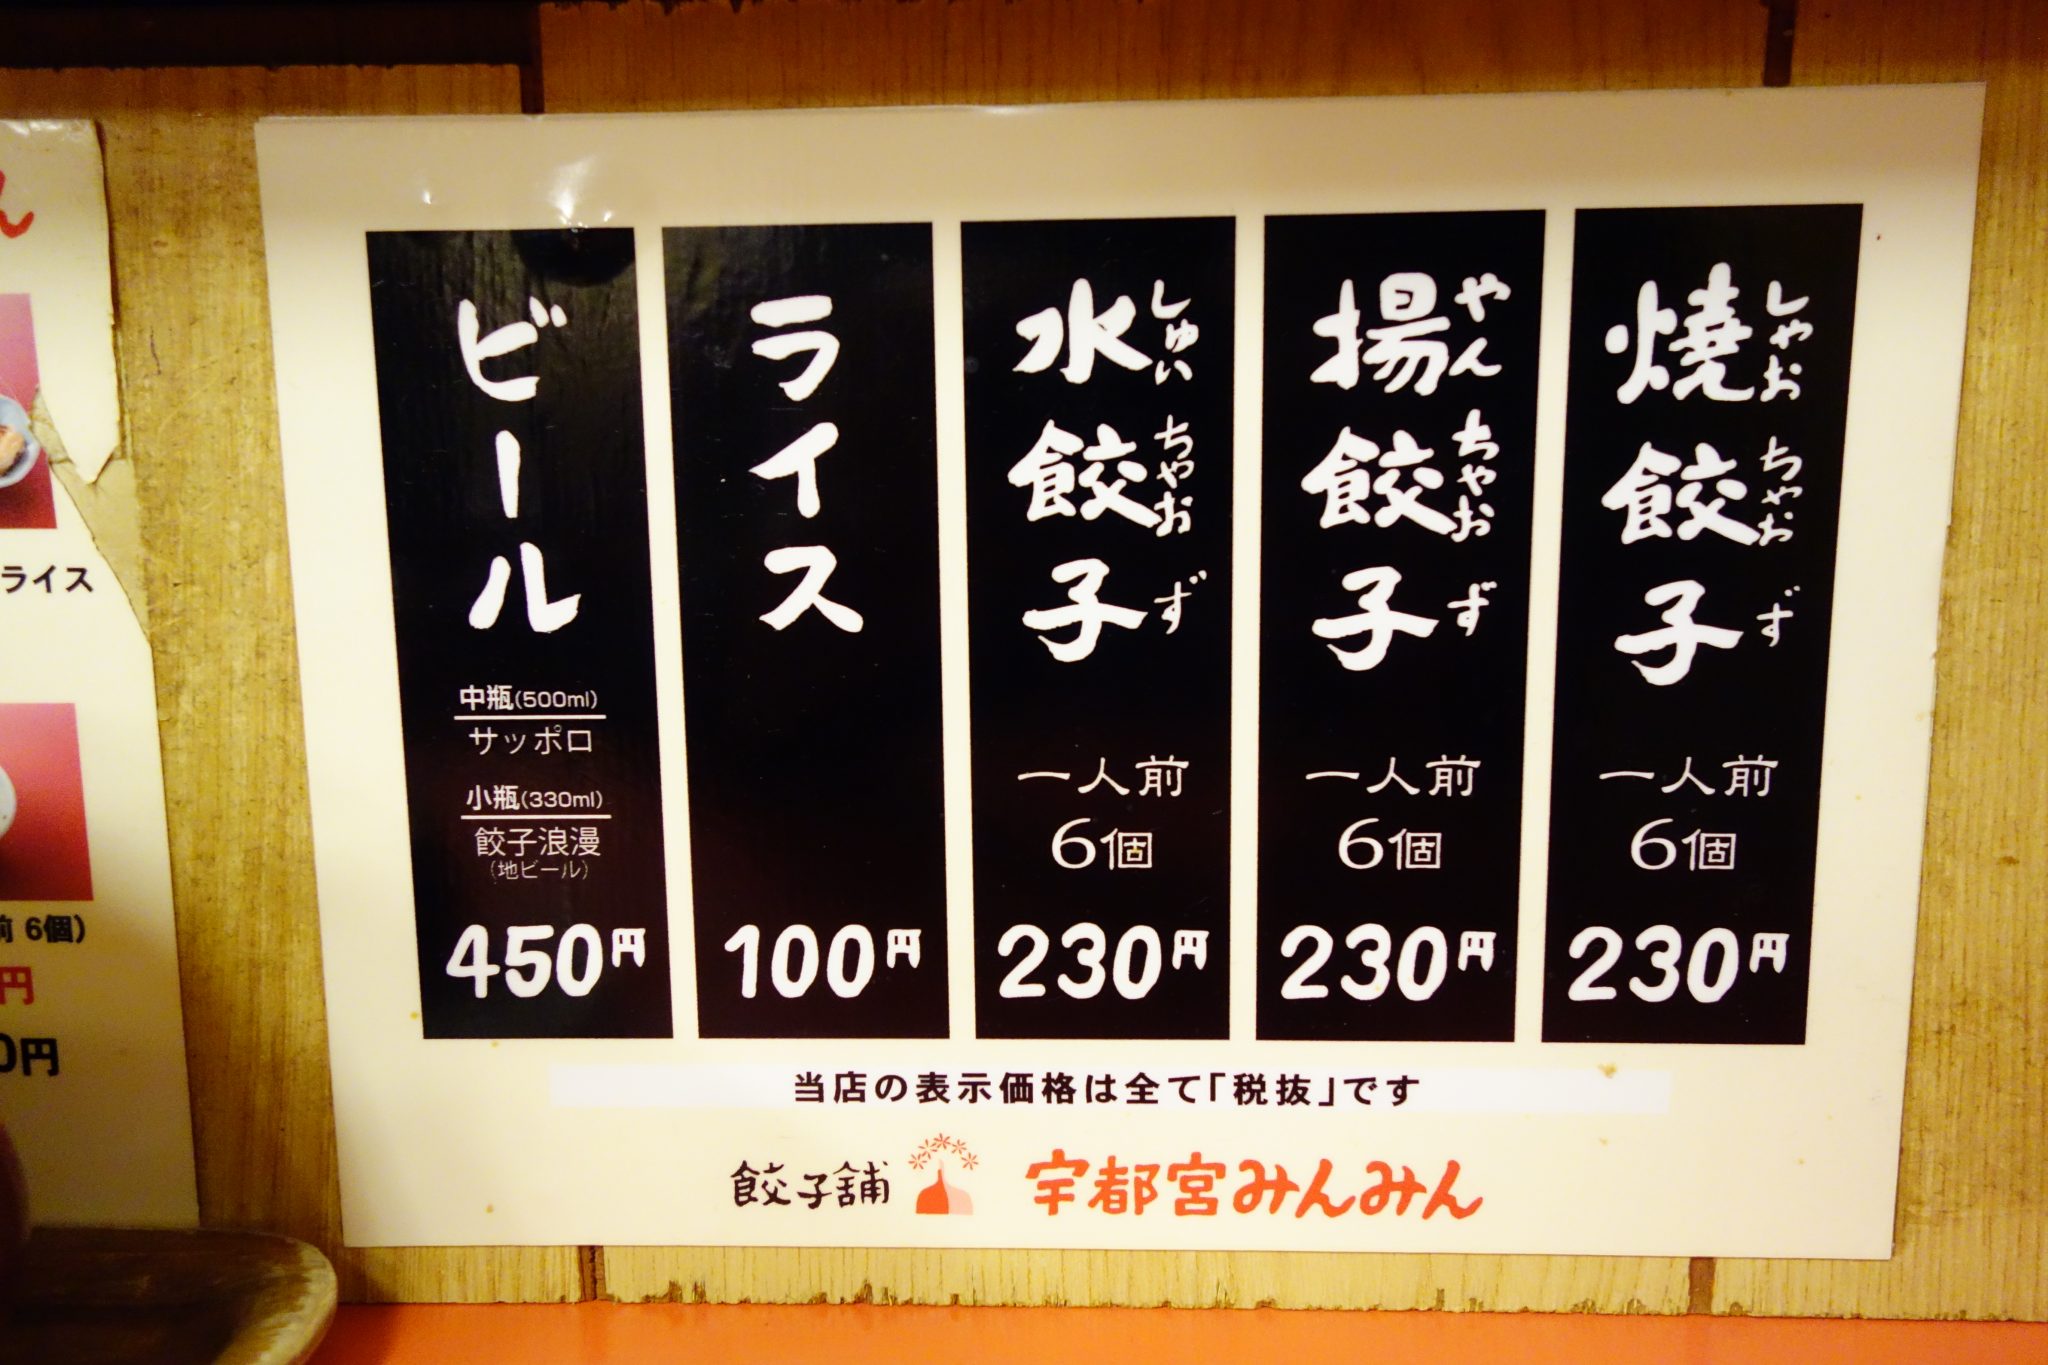 焼餃子
しゃおちゃおず
一人前
6個
230円
揚餃子
やんちゃおず
一人前
6個
230円
水餃子
しゅいちゃおず
一人前
6個
230円
ライス
100円
ビール
中瓶(500ml)
サッポロ
小瓶(330ml)
餃子浪漫
(地ビール)
450円
当店の表示価格は全て「税抜」です
餃子舗 宇都宮みんみん
ん
ライス
前 6個)
円
0円